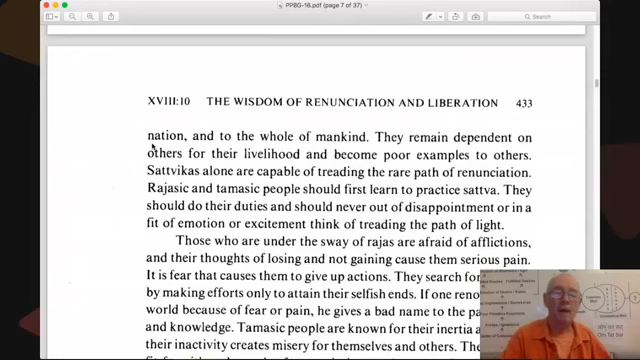 PPBG-18.pdf (page 7 of 37)
Search
XVIII:10 THE WISDOM OF RENUNCIATION AND LIBERATION 433
nation, and to the whole of mankind. They remain dependent on
others for their livelihood and become poor examples to others.
Sattvikas alone are capable of treading the rare path of renunciation.
Rajasic and tamasic people should first learn to practice sattva. They
should do their duties and should never out of disappointment or in a
fit of emotion or excitement think of treading the path of light.
Those who are under the sway of rajas are afraid of afflictions,
and their thoughts of losing and not gaining cause them serious pain.
It is fear that causes them to give up actions. They search for
by making efforts only to attain their selfish ends. If one
world because of fear or pain, he gives a bad name to the
and knowledge. Tamasic people are known for their inertia
their inactivity creates misery for themselves and others.
Om Tat Sat